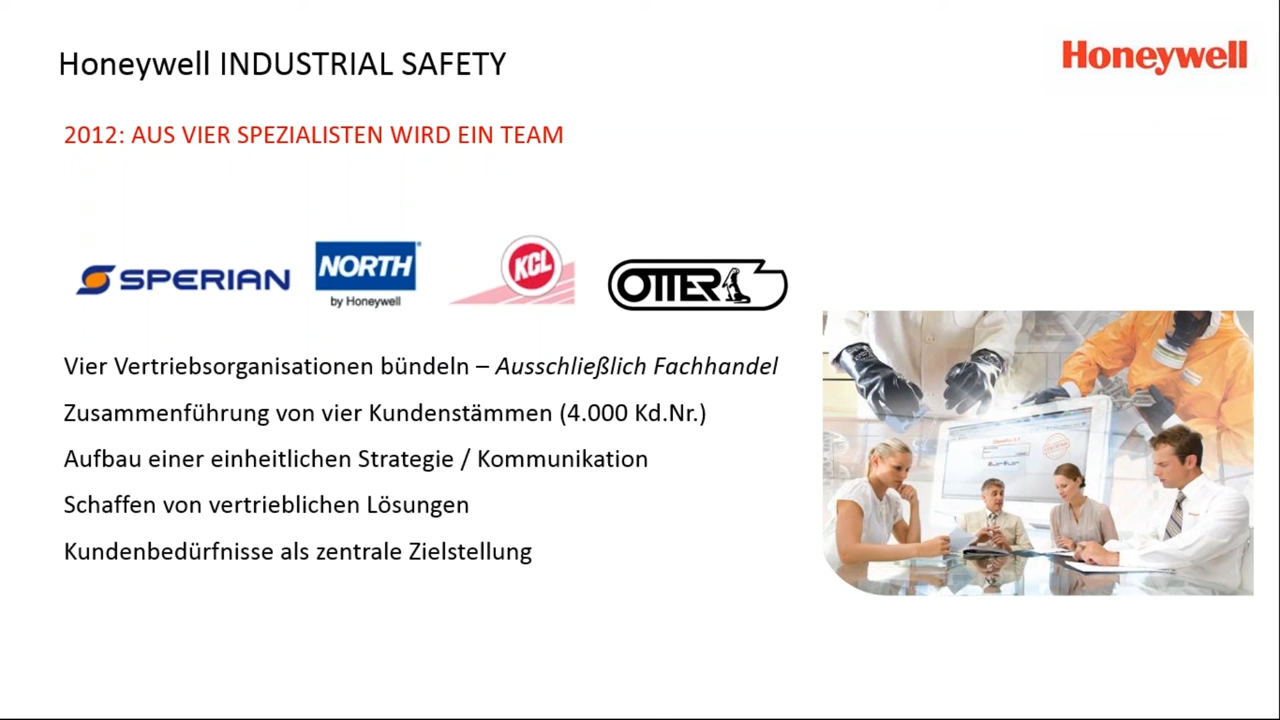 Honeywell INDUSTRIAL SAFETY
Honeywell
2012: AUS VIER SPEZIALISTEN WIRD EIN TEAM
SPERIAN
NORTH
by Honeywell
KCL
OTTER
Vier Vertriebsorganisationen bündeln – Ausschließlich Fachhandel
Zusammenführung von vier Kundenstämmen (4.000 Kd.Nr.)
Aufbau einer einheitlichen Strategie / Kommunikation
Schaffen von vertrieblichen Lösungen
Kundenbedürfnisse als zentrale Zielstellung